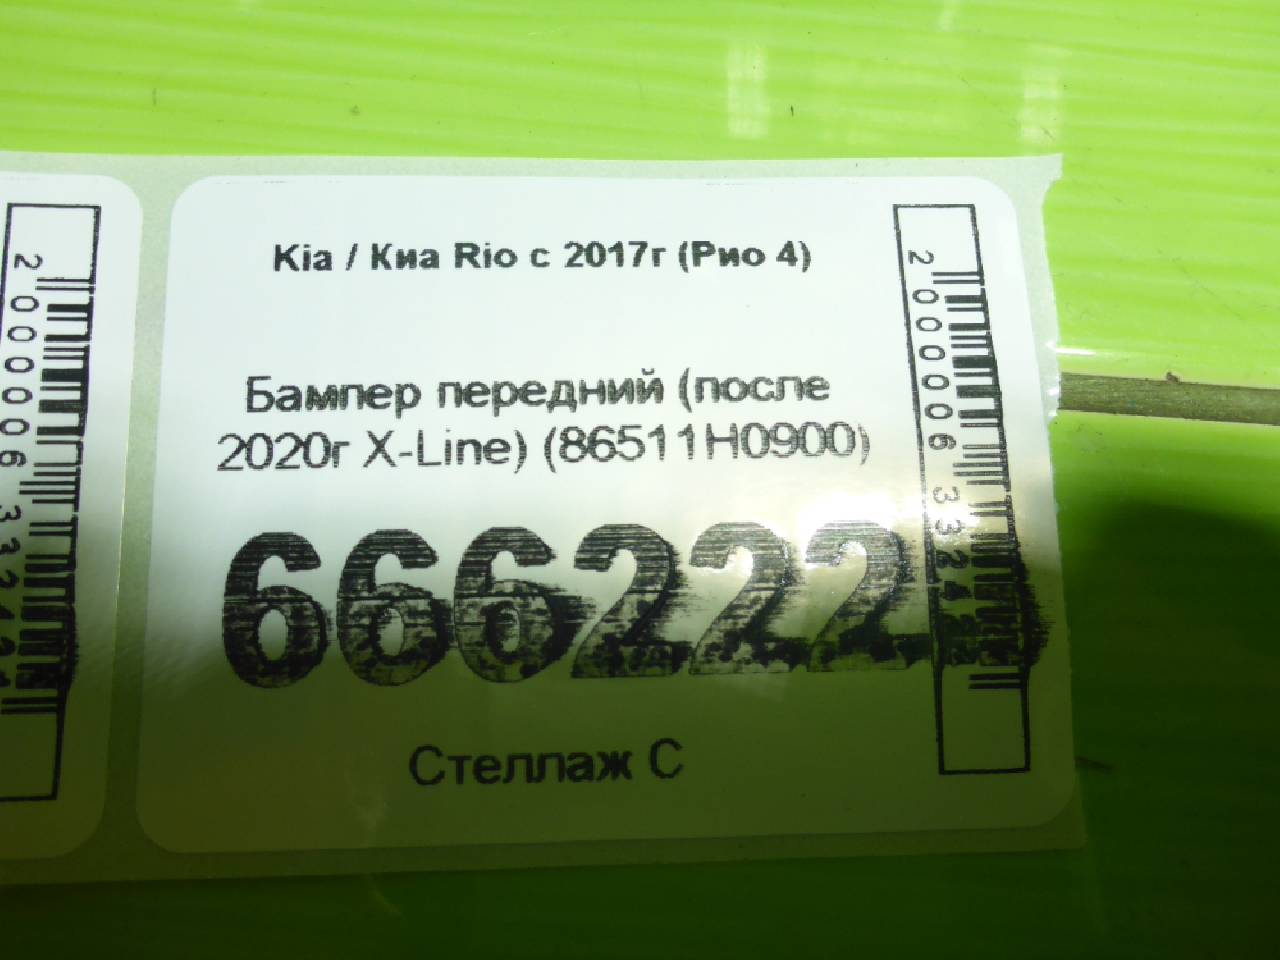 Kia / Киа Rio с 2017г (Рио 4)
Бампер передний (после
2020г X-Line) (86511H0900)
666222
Стеллаж С